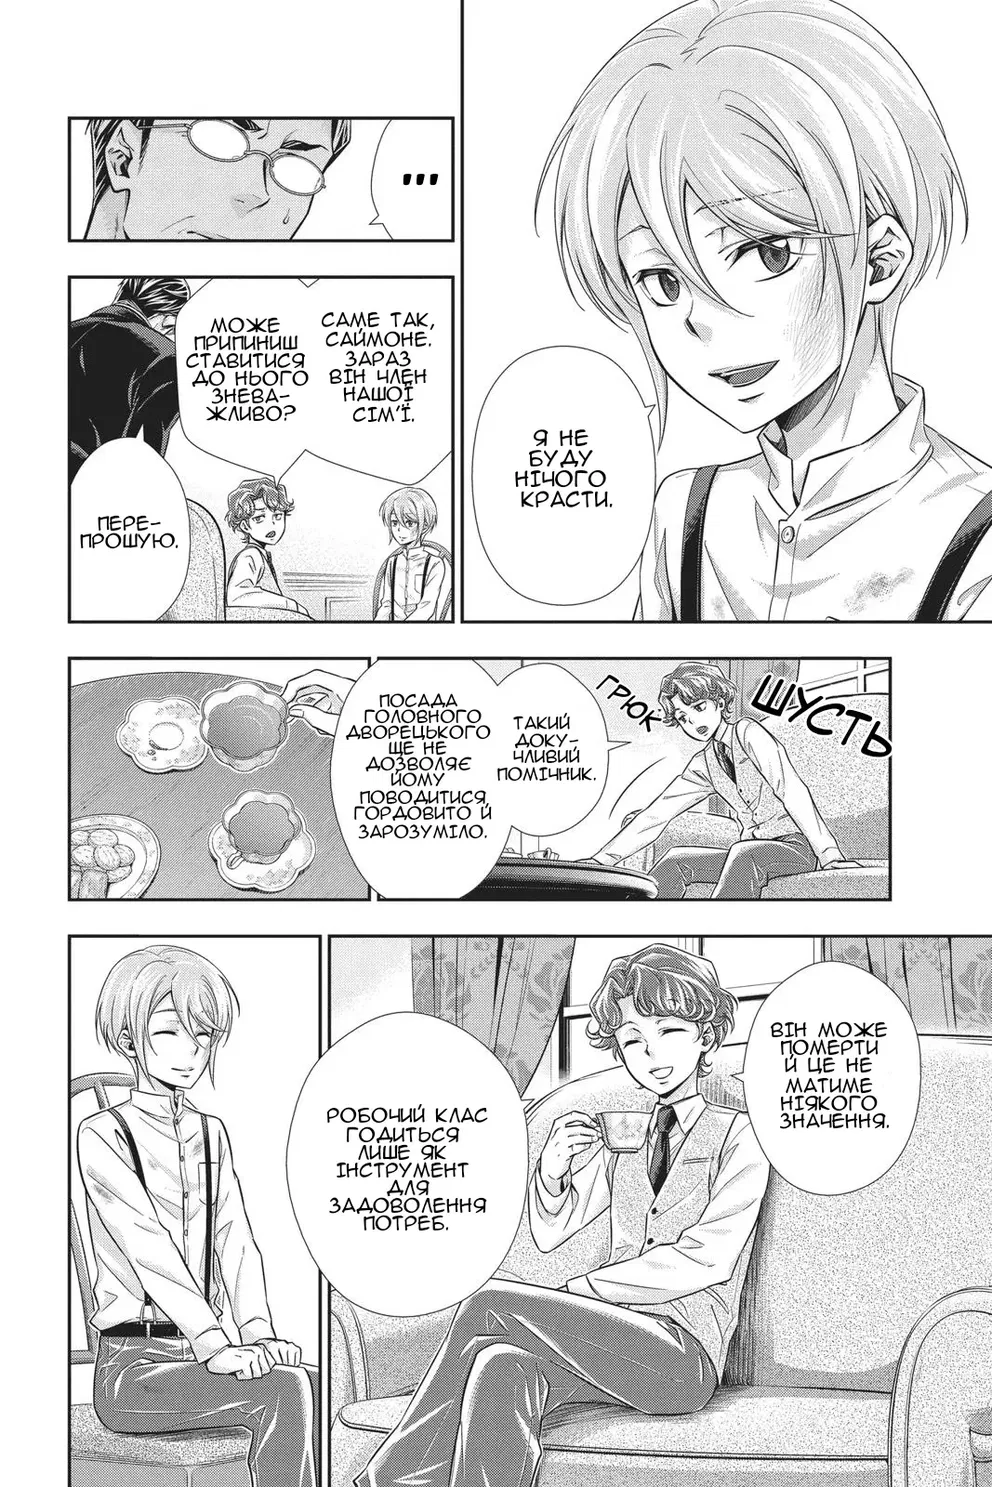 Я НЕ
БУДУ
НІЧОГО
КРАСТИ.
...
САМЕ ТАК,
САЙМОНЕ.
ЗАРАЗ
ВІН ЧЛЕН
НАШОЇ
СІМ'Ї.
МОЖЕ
ПРИПИНИШ
СТАВИТИСЯ
ДО НЬОГО
ЗНЕВА-
ЖЛИВО?
ПЕРЕ-
ПРОШУЮ.
ШУСТЬ
ГРЮК
ТАКИЙ
ДОКУ-
ЧЛИВИЙ
ПОМІЧНИК.
ПОСАДА
ГОЛОВНОГО
ДВОРЕЦЬКОГО
ЩЕ НЕ
ДОЗВОЛЯЄ
ЙОМУ
ПОВОДИТИСЯ
ГОРДОВИТО Й
ЗАРОЗУМІЛО.
ВІН МОЖЕ
ПОМЕРТИ
Й ЦЕ НЕ
МАТИМЕ
НІЯКОГО
ЗНАЧЕННЯ.
РОБОЧИЙ КЛАС
ГОДИТЬСЯ
ЛИШЕ ЯК
ІНСТРУМЕНТ
ДЛЯ
ЗАДОВОЛЕННЯ
ПОТРЕБ.